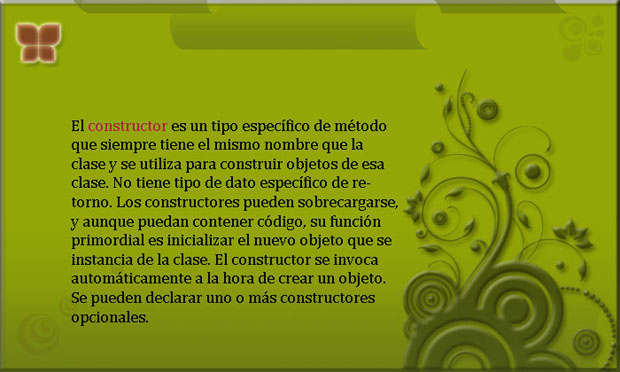 El constructor es un tipo específico de método
que siempre tiene el mismo nombre que la
clase y se utiliza para construir objetos de esa
clase. No tiene tipo de dato específico de re-
torno. Los constructores pueden sobrecargarse,
y aunque puedan contener código, su función
primordial es inicializar el nuevo objeto que se
instancia de la clase. El constructor se invoca
automáticamente a la hora de crear un objeto.
Se pueden declarar uno o más constructores
opcionales.